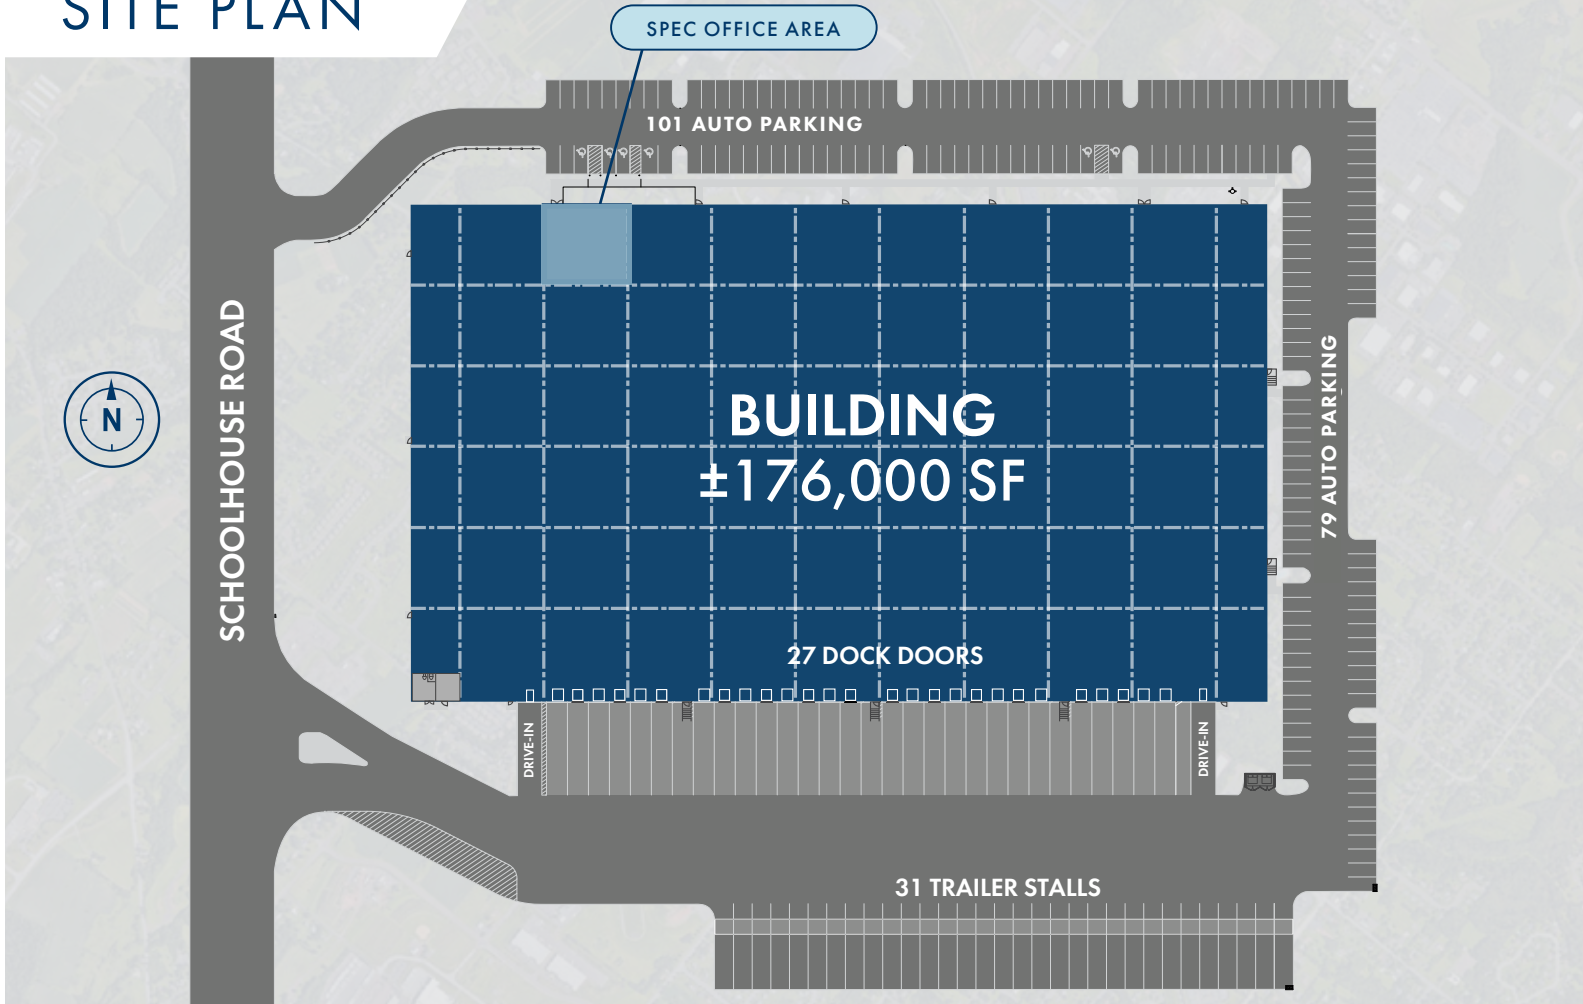 SITE PLAN
SPEC OFFICE AREA
101 AUTO PARKING
SCHOOLHOUSE ROAD
N
BUILDING
±176,000 SF
79 AUTO PARKING
27 DOCK DOORS
DRIVE-IN
DRIVE-IN
31 TRAILER STALLS